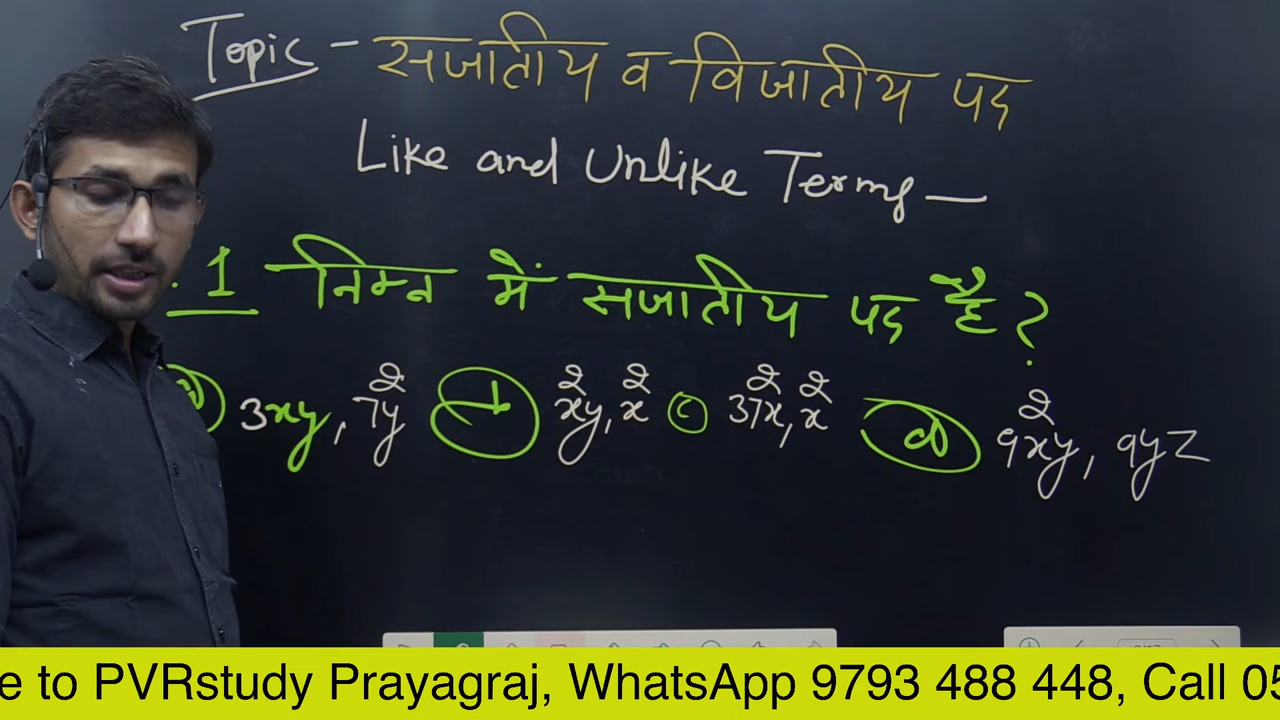 Topic - सजातीय व विजातीय पद
Like and Unlike Terms —
. 1 निम्न में सजातीय पद है ?
3xy, 7y² b x²y, x² c 37x², x² d 9x²y, 9yz
e to PVRstudy Prayagraj, WhatsApp 9793 488 448, Call 05